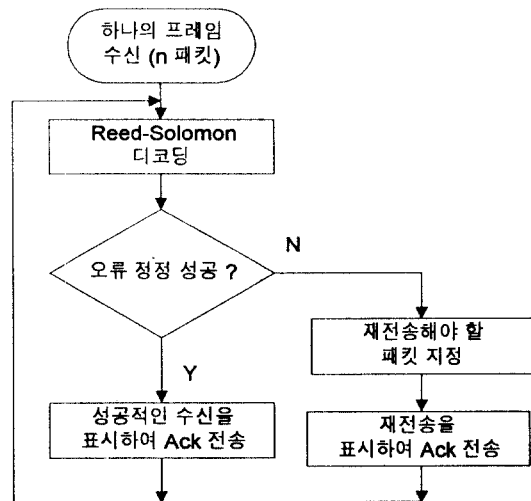 하나의 프레임
수신 (n 패킷)
Reed-Solomon
디코딩
오류 정정 성공 ?
N
재전송해야 할
패킷 지정
Y
성공적인 수신을
표시하여 Ack 전송
재전송을
표시하여 Ack 전송